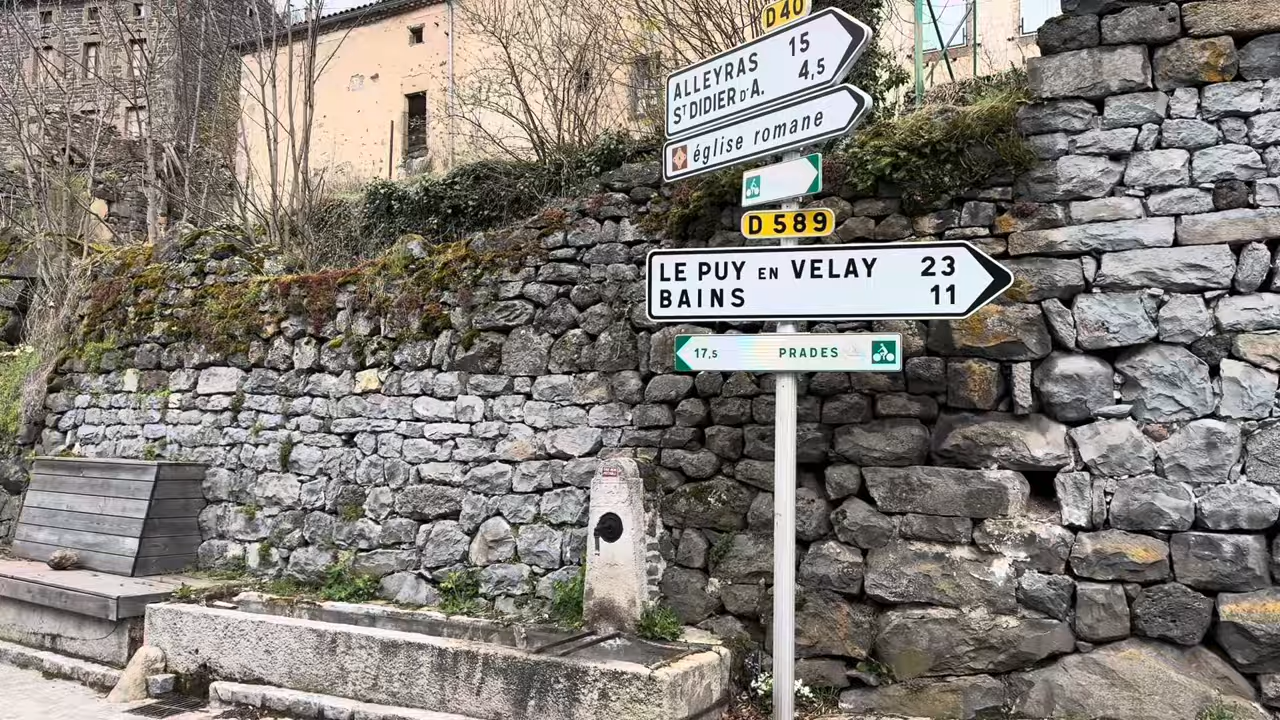 D 40
ALLEYRAS 15
ST DIDIER D'A. 4,5
église romane
D 589
LE PUY EN VELAY 23
BAINS 11
17,5 PRADES